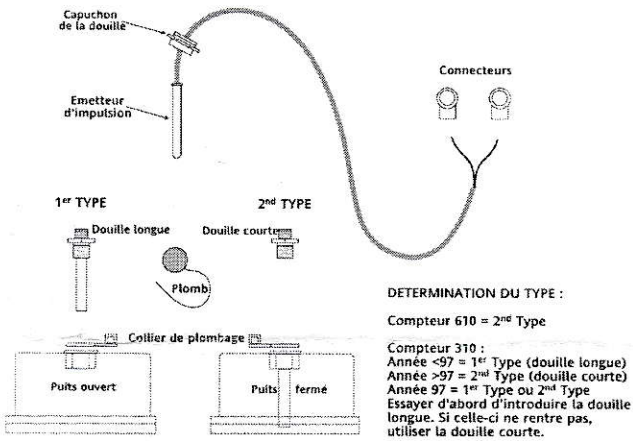 Capuchon
de la douille
Emetteur
d'impulsion
Connecteurs
1er TYPE
2nd TYPE
Douille longue
Douille courte
Plomb
Collier de plombage
Puits ouvert
Puits fermé
DETERMINATION DU TYPE :
Compteur 610 = 2nd Type
Compteur 310 :
Année <97 = 1er Type (douille longue)
Année >97 = 2nd Type (douille courte)
Année 97 = 1er Type ou 2nd Type
Essayer d'abord d'introduire la douille
longue. Si celle-ci ne rentre pas,
utiliser la douille courte.